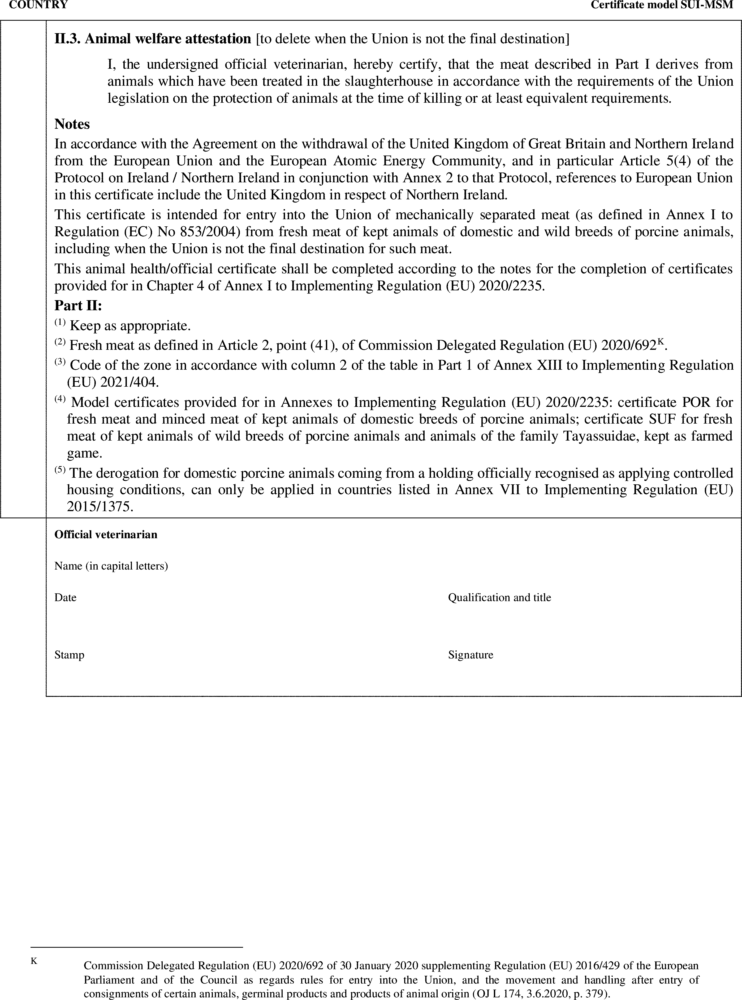 COUNTRY Certificate model SUI-MSM
II.3. Animal welfare attestation [to delete when the Union is not the final destination]
I, the undersigned official veterinarian, hereby certify, that the meat described in Part I derives from
animals which have been treated in the slaughterhouse in accordance with the requirements of the Union
legislation on the protection of animals at the time of killing or at least equivalent requirements.
Notes
In accordance with the Agreement on the withdrawal of the United Kingdom of Great Britain and Northern Ireland
from the European Union and the European Atomic Energy Community, and in particular Article 5(4) of the
Protocol on Ireland / Northern Ireland in conjunction with Annex 2 to that Protocol, references to European Union
in this certificate include the United Kingdom in respect of Northern Ireland.
This certificate is intended for entry into the Union of mechanically separated meat (as defined in Annex I to
Regulation (EC) No 853/2004) from fresh meat of kept animals of domestic and wild breeds of porcine animals,
including when the Union is not the final destination for such meat.
This animal health/official certificate shall be completed according to the notes for the completion of certificates
provided for in Chapter 4 of Annex I to Implementing Regulation (EU) 2020/2235.
Part II:
(1) Keep as appropriate.
(2) Fresh meat as defined in Article 2, point (41), of Commission Delegated Regulation (EU) 2020/692K.
(3) Code of the zone in accordance with column 2 of the table in Part 1 of Annex XIII to Implementing Regulation
(EU) 2021/404.
(4) Model certificates provided for in Annexes to Implementing Regulation (EU) 2020/2235: certificate POR for
fresh meat and minced meat of kept animals of domestic breeds of porcine animals; certificate SUF for fresh
meat of kept animals of wild breeds of porcine animals and animals of the family Tayassuidae, kept as farmed
game.
(5) The derogation for domestic porcine animals coming from a holding officially recognised as applying controlled
housing conditions, can only be applied in countries listed in Annex VII to Implementing Regulation (EU)
2015/1375.
Official veterinarian
Name (in capital letters)
Date Qualification and title
Stamp Signature
K Commission Delegated Regulation (EU) 2020/692 of 30 January 2020 supplementing Regulation (EU) 2016/429 of the European
Parliament and of the Council as regards rules for entry into the Union, and the movement and handling after entry of
consignments of certain animals, germinal products and products of animal origin (OJ L 174, 3.6.2020, p. 379).